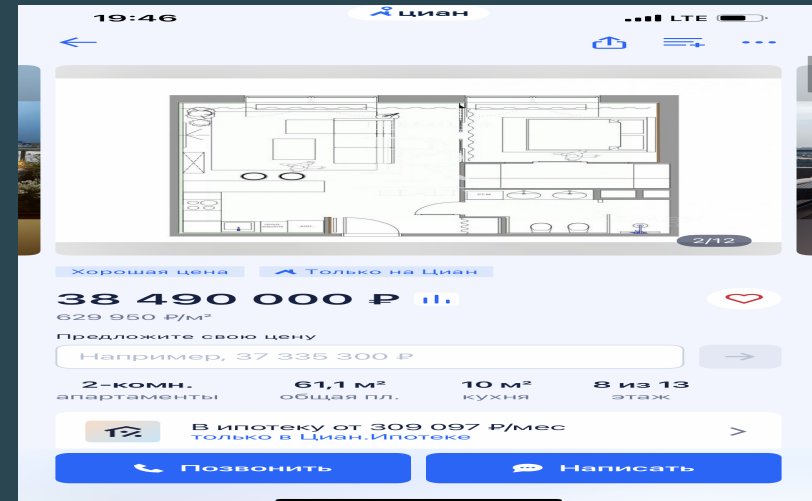 19:46
циан
LTE
2/12
Хорошая цена
Только на Циан
38 490 000 ₽
629 950 ₽/м²
Предложите свою цену
Например, 37 335 300 ₽
2-комн. 61,1 м² 10 м² 8 из 13
апартаменты общая пл. кухня этаж
В ипотеку от 309 097 ₽/мес
только в Циан.Ипотеке
Позвонить
Написать